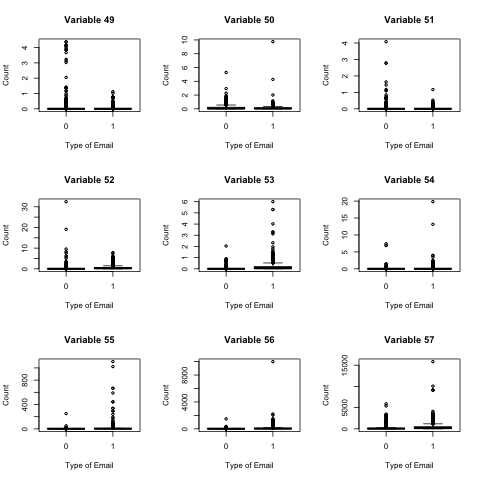 Variable 49
4
3
2
1
0
Count
0 1
Type of Email
Variable 50
10
8
6
4
2
0
Count
0 1
Type of Email
Variable 51
4
3
2
1
0
Count
0 1
Type of Email
Variable 52
30
20
10
0
Count
0 1
Type of Email
Variable 53
6
5
4
3
2
1
0
Count
0 1
Type of Email
Variable 54
20
15
10
5
0
Count
0 1
Type of Email
Variable 55
800
400
0
Count
0 1
Type of Email
Variable 56
8000
4000
0
Count
0 1
Type of Email
Variable 57
15000
5000
0
Count
0 1
Type of Email